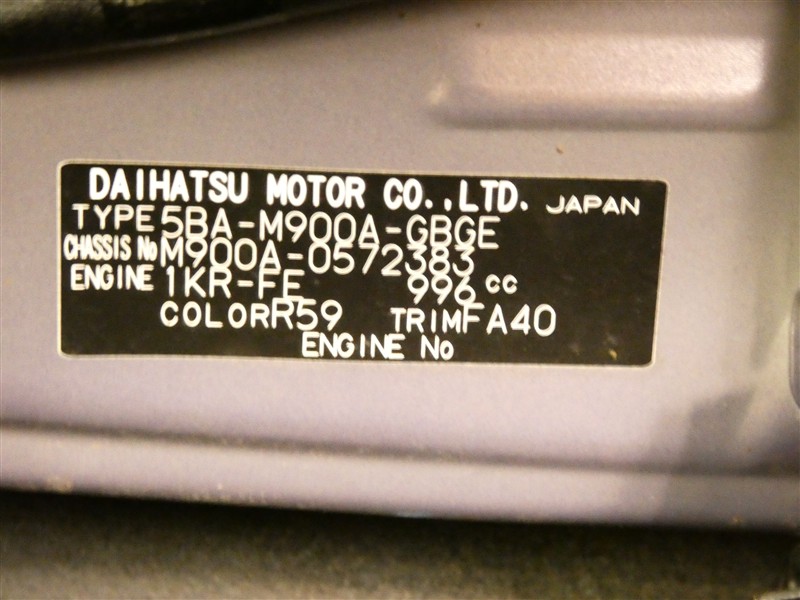 DAIHATSU MOTOR CO.,LTD. JAPAN
TYPE 5BA-M900A-GBGE
CHASSIS No M900A-0572383
ENGINE 1KR-FE 996 cc
COLOR R59 TRIM FA40
ENGINE No